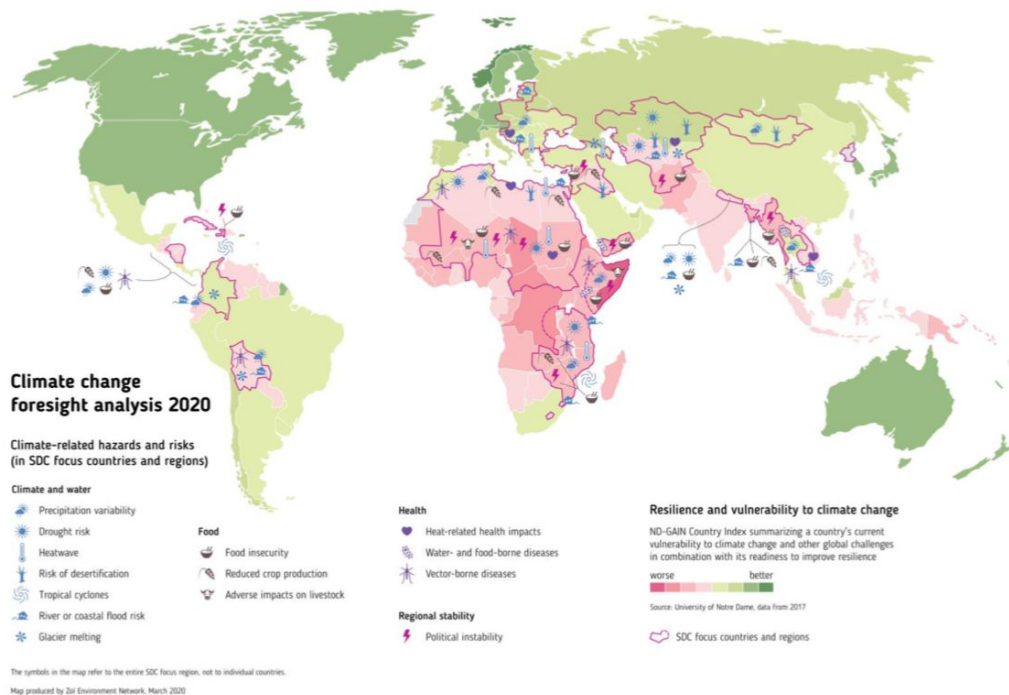 Climate change
foresight analysis 2020
Climate-related hazards and risks
(in SDC focus countries and regions)
Climate and water
Precipitation variability
Drought risk
Heatwave
Risk of desertification
Tropical cyclones
River or coastal flood risk
Glacier melting
Food
Food insecurity
Reduced crop production
Adverse impacts on livestock
Health
Heat-related health impacts
Water- and food-borne diseases
Vector-borne diseases
Regional stability
Political instability
Resilience and vulnerability to climate change
ND-GAIN Country Index summarizing a country's current
vulnerability to climate change and other global challenges
in combination with its readiness to improve resilience
worse better
Source: University of Notre Dame, data from 2017
SDC focus countries and regions
The symbols in the map refer to the entire SDC focus region, not to individual countries.
Map produced by Zoï Environment Network, March 2020